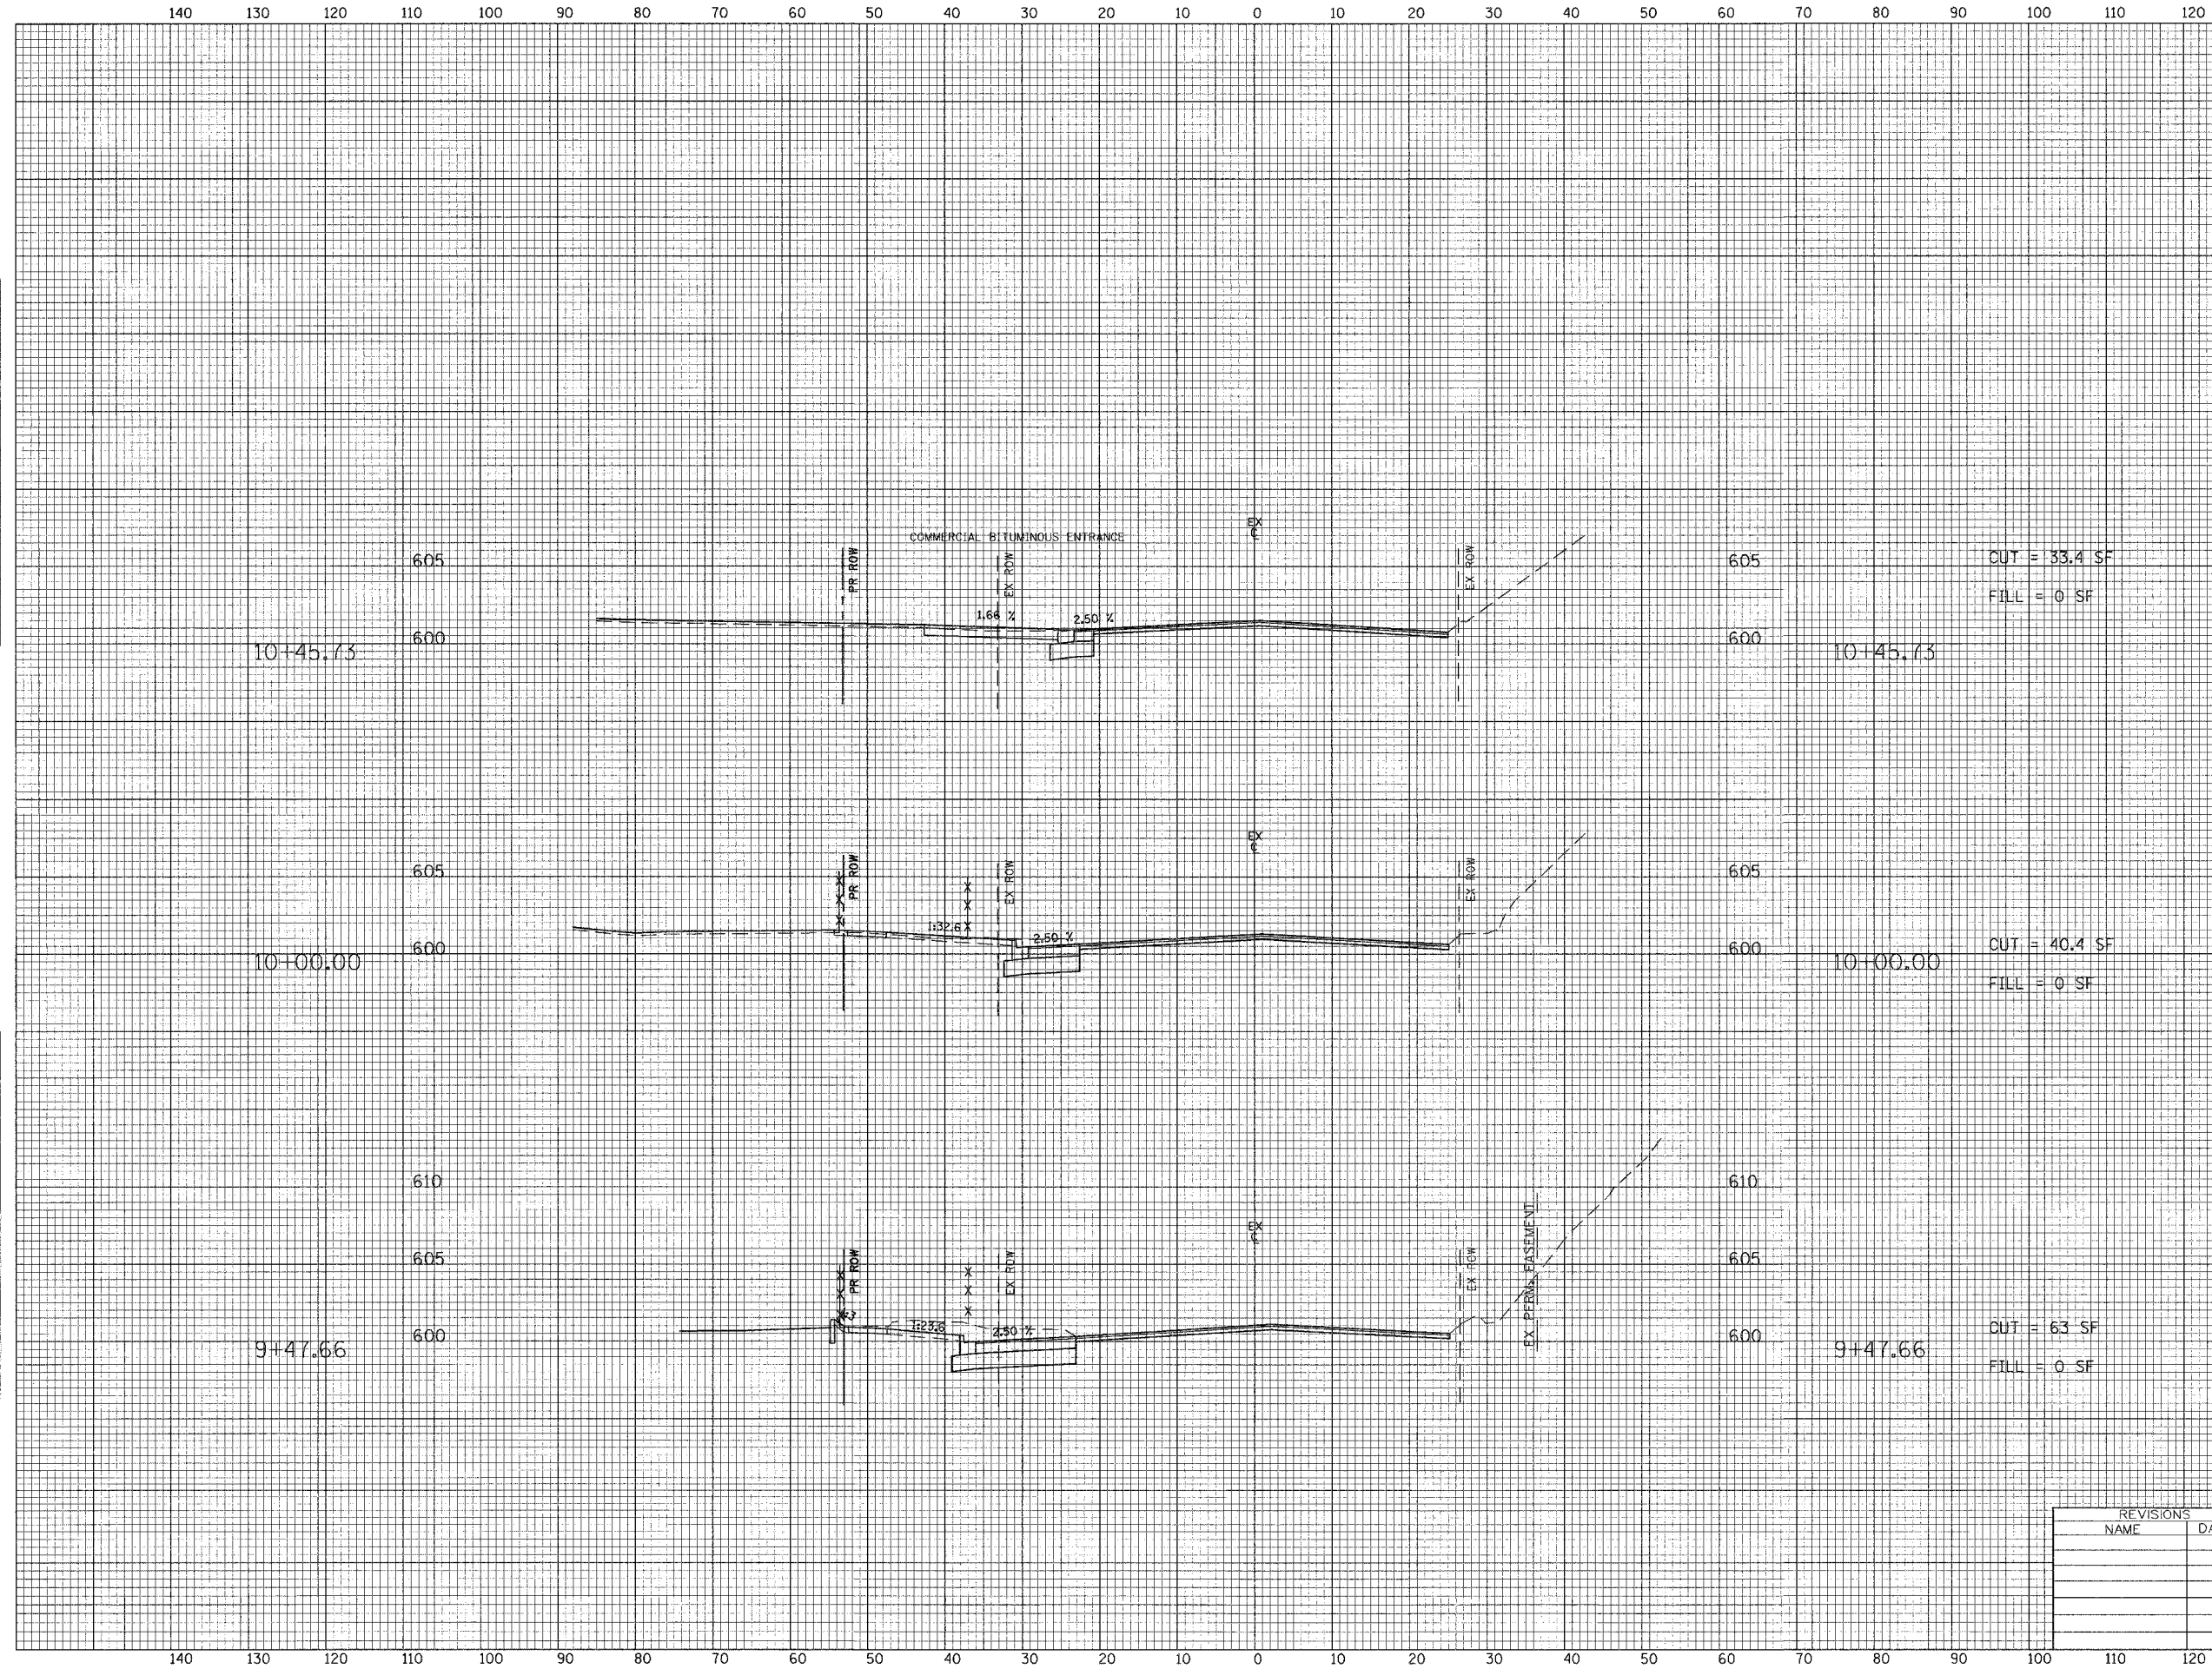 140 130 120 110 100 90 80 70 60 50 40 30 20 10 0 10 20 30 40 50 60 70 80 90 100 110 120
EX
C
COMMERCIAL BITUMINOUS ENTRANCE
605 PR ROW EX ROW EX ROW 605 CUT = 33.4 SF
FILL = 0 SF
1.66 % 2.50 %
600 600
10+45.73 10+45.73
EX
C
605 PR ROW EX ROW EX ROW 605
1:32.6 2.50 %
600 600 CUT = 40.4 SF
10+00.00 10+00.00
FILL = 0 SF
610 610
EX
C
605 PR ROW EX ROW EX ROW EX PERM. EASEMENT 605
1:3
1:23.6 2.50 %
600 600 CUT = 63 SF
9+47.66 9+47.66
FILL = 0 SF
REVISIONS
NAME DA
140 130 120 110 100 90 80 70 60 50 40 30 20 10 0 10 20 30 40 50 60 70 80 90 100 110 120